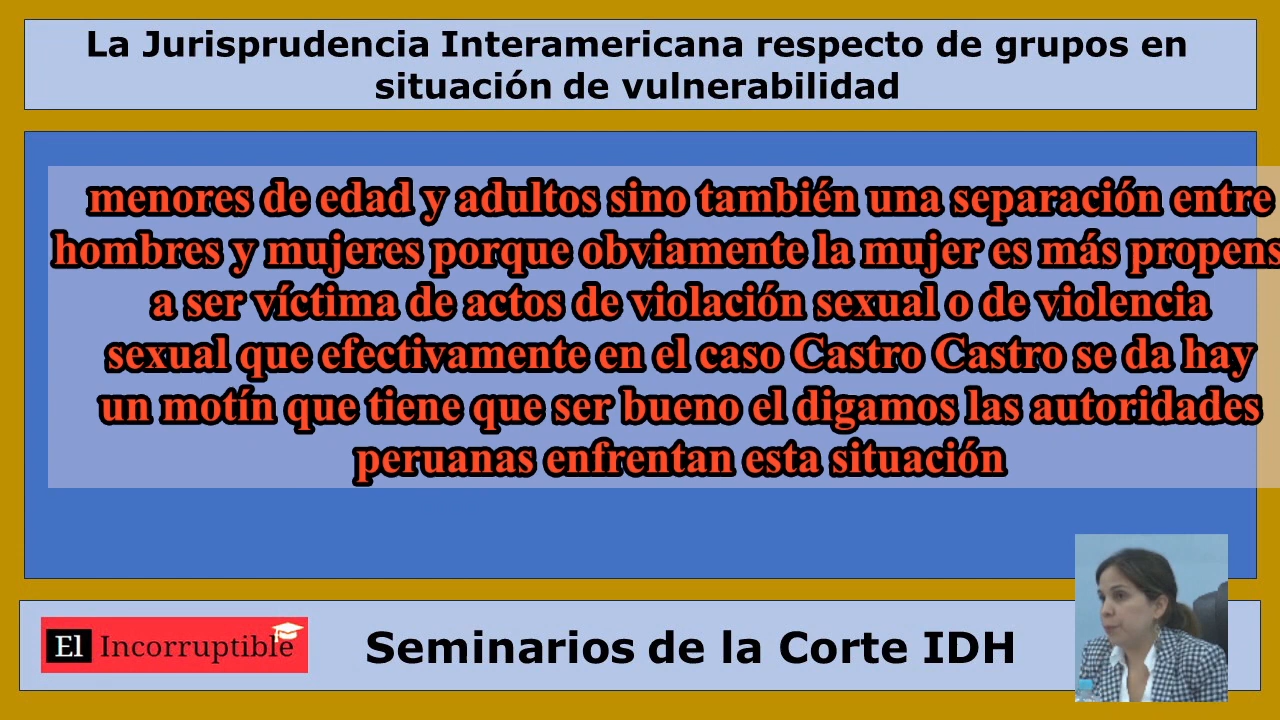 La Jurisprudencia Interamericana respecto de grupos en
situación de vulnerabilidad
menores de edad y adultos sino también una separación entre
hombres y mujeres porque obviamente la mujer es más propens
a ser víctima de actos de violación sexual o de violencia
sexual que efectivamente en el caso Castro Castro se da hay
un motín que tiene que ser bueno el digamos las autoridades
peruanas enfrentan esta situación
El Incorruptible
Seminarios de la Corte IDH